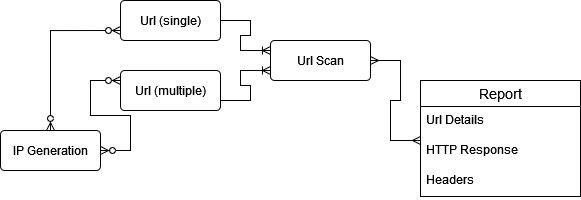 Url (single)
Url (multiple)
Url Scan
IP Generation
Report
Url Details
HTTP Response
Headers